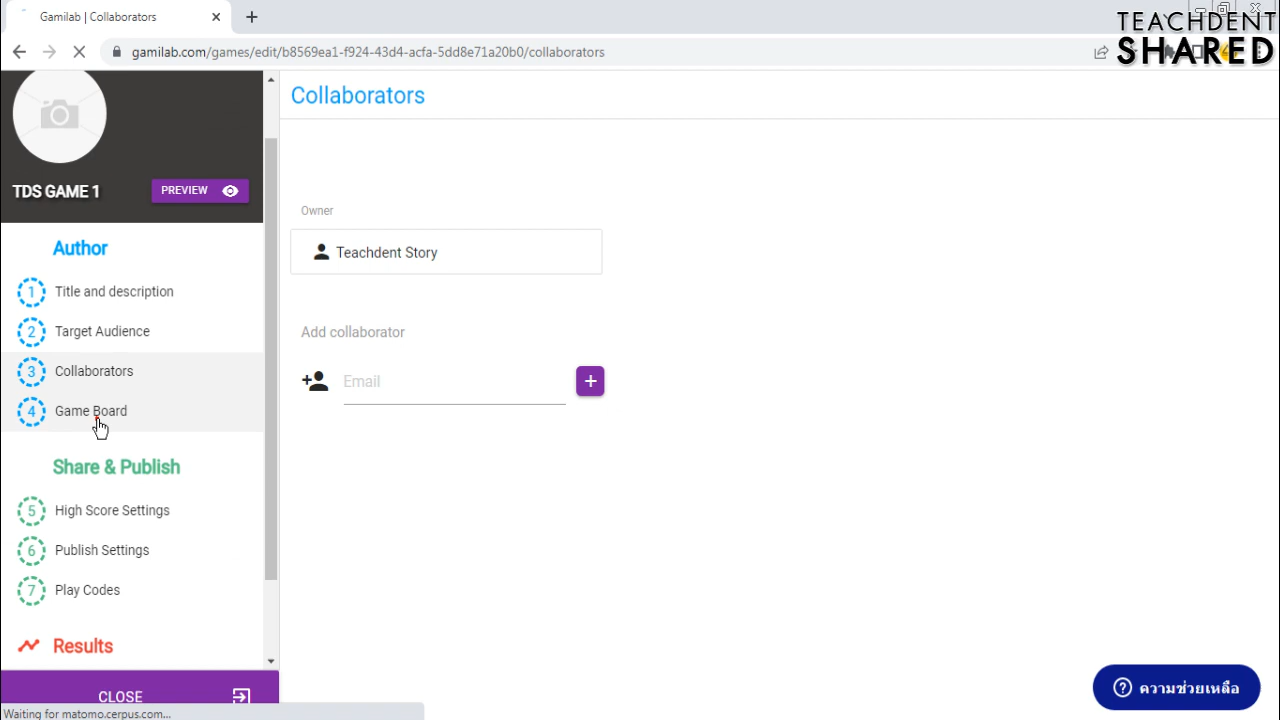 Gamilab | Collaborators
TEACHDENT
SHARED
gamilab.com/games/edit/b8569ea1-f924-43d4-acfa-5dd8e71a20b0/collaborators
Collaborators
TDS GAME 1
PREVIEW
Owner
Teachdent Story
Author
1 Title and description
2 Target Audience
Add collaborator
3 Collaborators
Email
+
4 Game Board
Share & Publish
5 High Score Settings
6 Publish Settings
7 Play Codes
Results
CLOSE
? ความช่วยเหลือ
Waiting for matomo.cerpus.com...